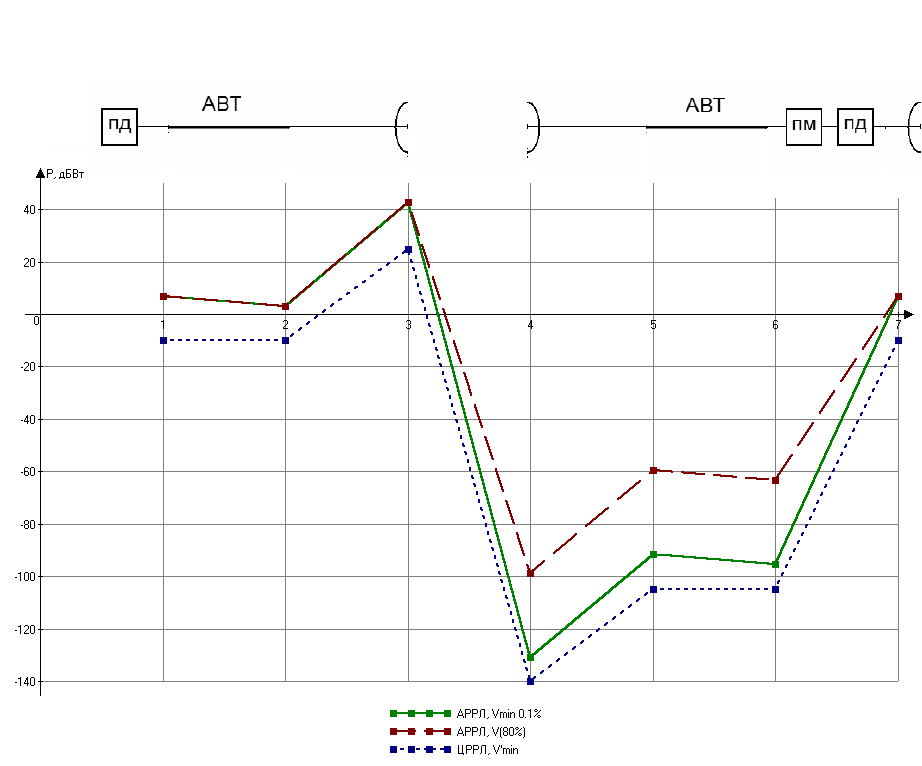 АВТ АВТ
пд пм пд
Р, дБВт
40
20
0 1 2 3 4 5 6 7
-20
-40
-60
-80
-100
-120
-140
АРРЛ, Vmin 0.1%
АРРЛ, V(80%)
ЦРРЛ, V'min